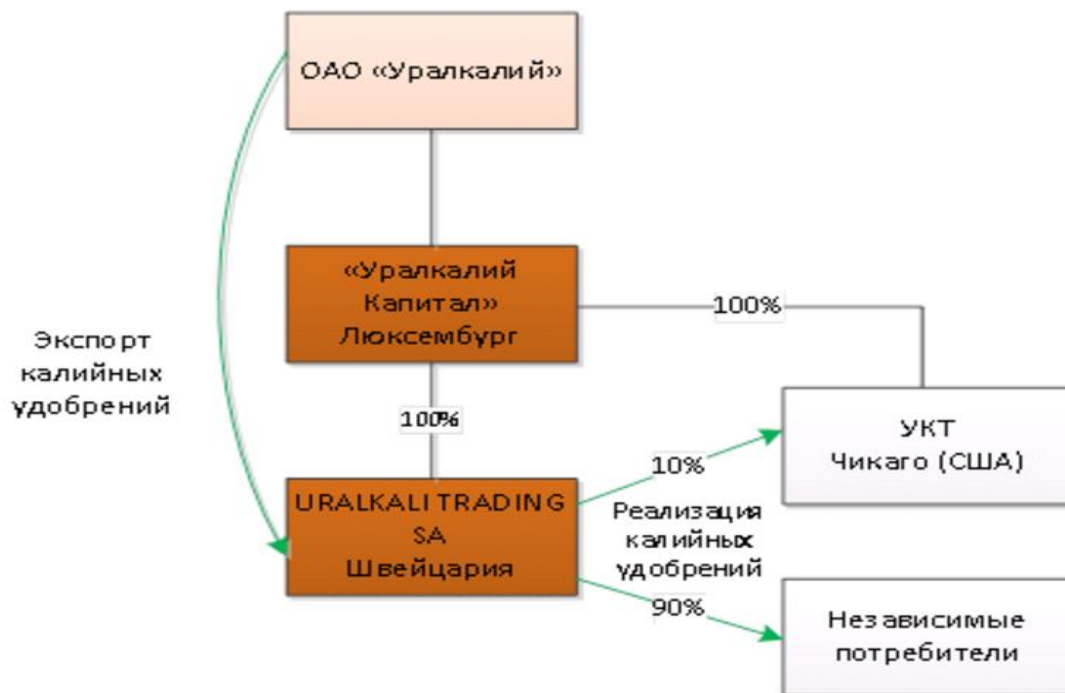 ОАО «Уралкалий»
«Уралкалий
Капитал»
Люксембург
100%
Экспорт
калийных
удобрений
100%
УКТ
Чикаго (США)
10%
URALKALI TRADING
SA
Швейцария
Реализация
калийных
удобрений
90%
Независимые
потребители